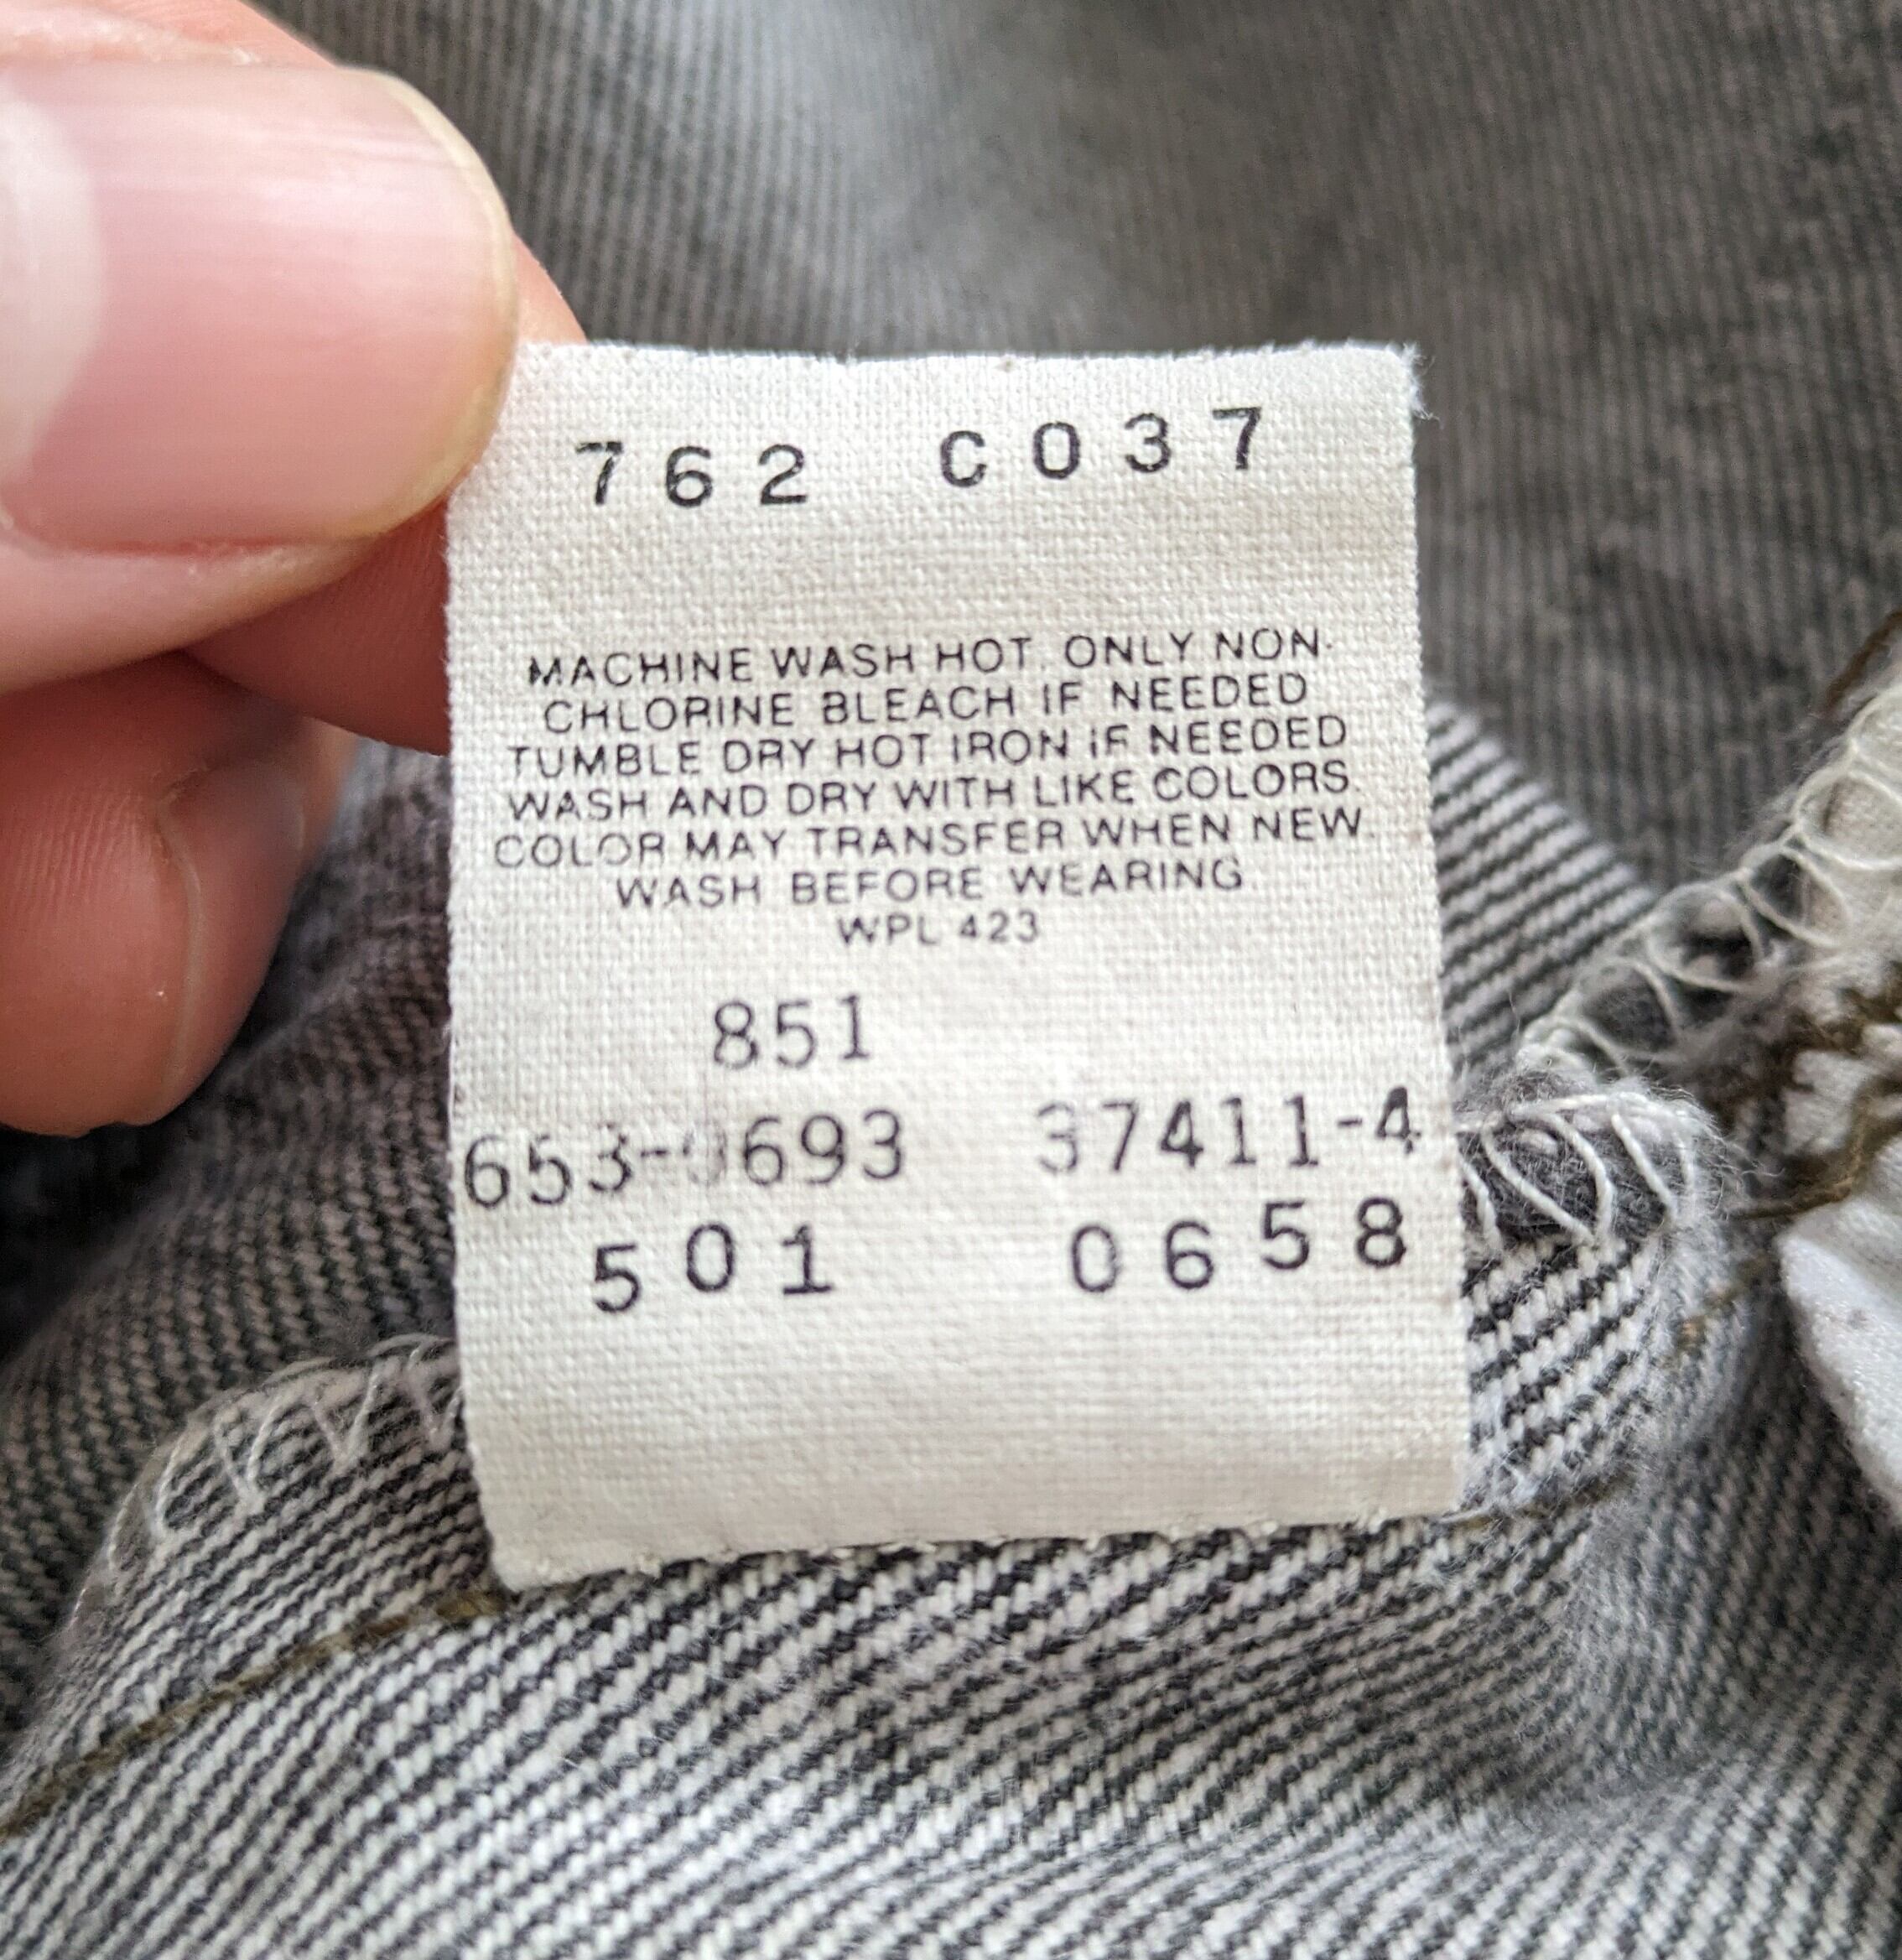 762 C037
MACHINE WASH HOT. ONLY NON-
CHLORINE BLEACH IF NEEDED
TUMBLE DRY HOT IRON IF NEEDED
WASH AND DRY WITH LIKE COLORS.
COLOR MAY TRANSFER WHEN NEW.
WASH BEFORE WEARING
WPL 423
851
37411-4
501 0658